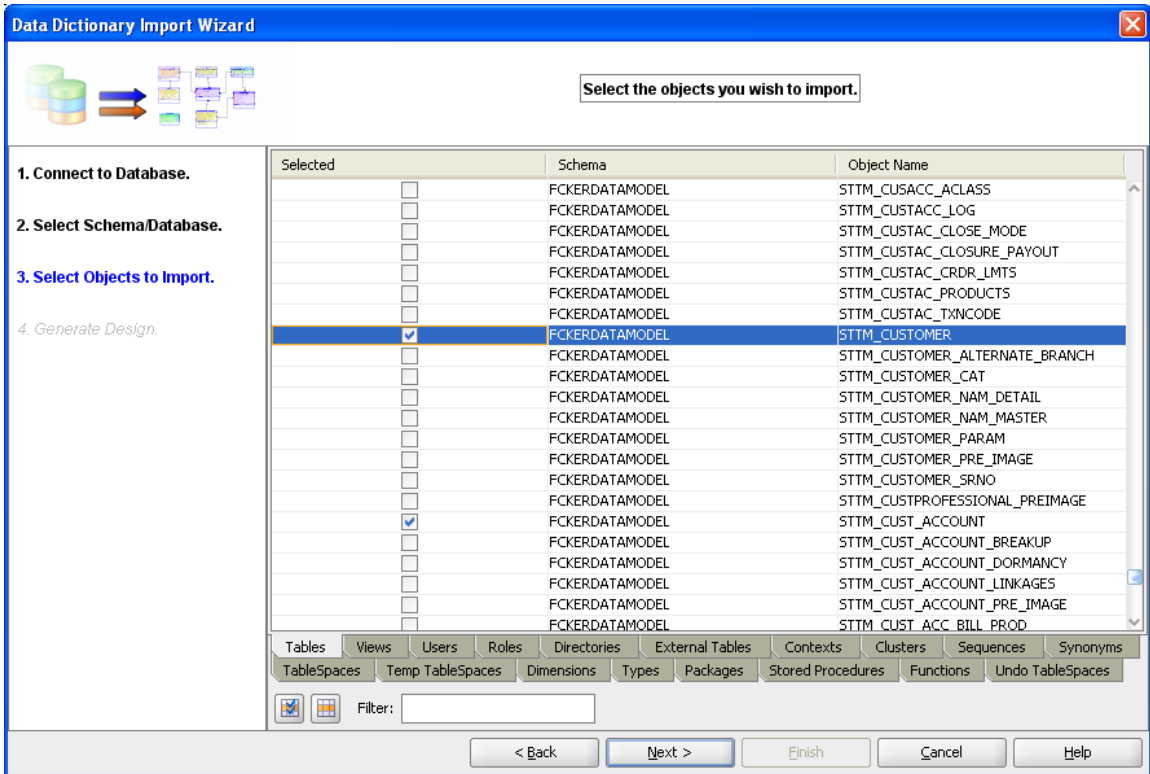 Data Dictionary Import Wizard
Select the objects you wish to import.
1. Connect to Database.
2. Select Schema/Database.
3. Select Objects to Import.
4. Generate Design.
Selected Schema Object Name
FCKERDATAMODEL STTM_CUSACC_ACLASS
FCKERDATAMODEL STTM_CUSTACC_LOG
FCKERDATAMODEL STTM_CUSTAC_CLOSE_MODE
FCKERDATAMODEL STTM_CUSTAC_CLOSURE_PAYOUT
FCKERDATAMODEL STTM_CUSTAC_CRDR_LMTS
FCKERDATAMODEL STTM_CUSTAC_PRODUCTS
FCKERDATAMODEL STTM_CUSTAC_TXNCODE
FCKERDATAMODEL STTM_CUSTOMER
FCKERDATAMODEL STTM_CUSTOMER_ALTERNATE_BRANCH
FCKERDATAMODEL STTM_CUSTOMER_CAT
FCKERDATAMODEL STTM_CUSTOMER_NAM_DETAIL
FCKERDATAMODEL STTM_CUSTOMER_NAM_MASTER
FCKERDATAMODEL STTM_CUSTOMER_PARAM
FCKERDATAMODEL STTM_CUSTOMER_PRE_IMAGE
FCKERDATAMODEL STTM_CUSTOMER_SRNO
FCKERDATAMODEL STTM_CUSTPROFESSIONAL_PREIMAGE
FCKERDATAMODEL STTM_CUST_ACCOUNT
FCKERDATAMODEL STTM_CUST_ACCOUNT_BREAKUP
FCKERDATAMODEL STTM_CUST_ACCOUNT_DORMANCY
FCKERDATAMODEL STTM_CUST_ACCOUNT_LINKAGES
FCKERDATAMODEL STTM_CUST_ACCOUNT_PRE_IMAGE
FCKERDATAMODEL STTM_CUST_ACC_BILL_PROD
Tables Views Users Roles Directories External Tables Contexts Clusters Sequences Synonyms
TableSpaces Temp TableSpaces Dimensions Types Packages Stored Procedures Functions Undo TableSpaces
Filter:
< Back Next > Finish Cancel Help